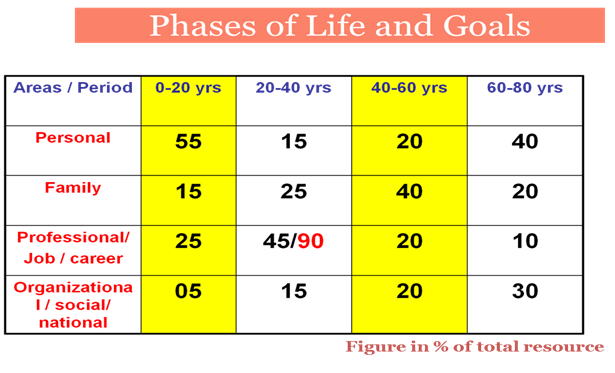 Phases of Life and Goals
Areas / Period 0-20 yrs 20-40 yrs 40-60 yrs 60-80 yrs
Personal 55 15 20 40
Family 15 25 40 20
Professional/
Job / career 25 45/90 20 10
Organizationa
l / social/
national 05 15 20 30
Figure in % of total resource